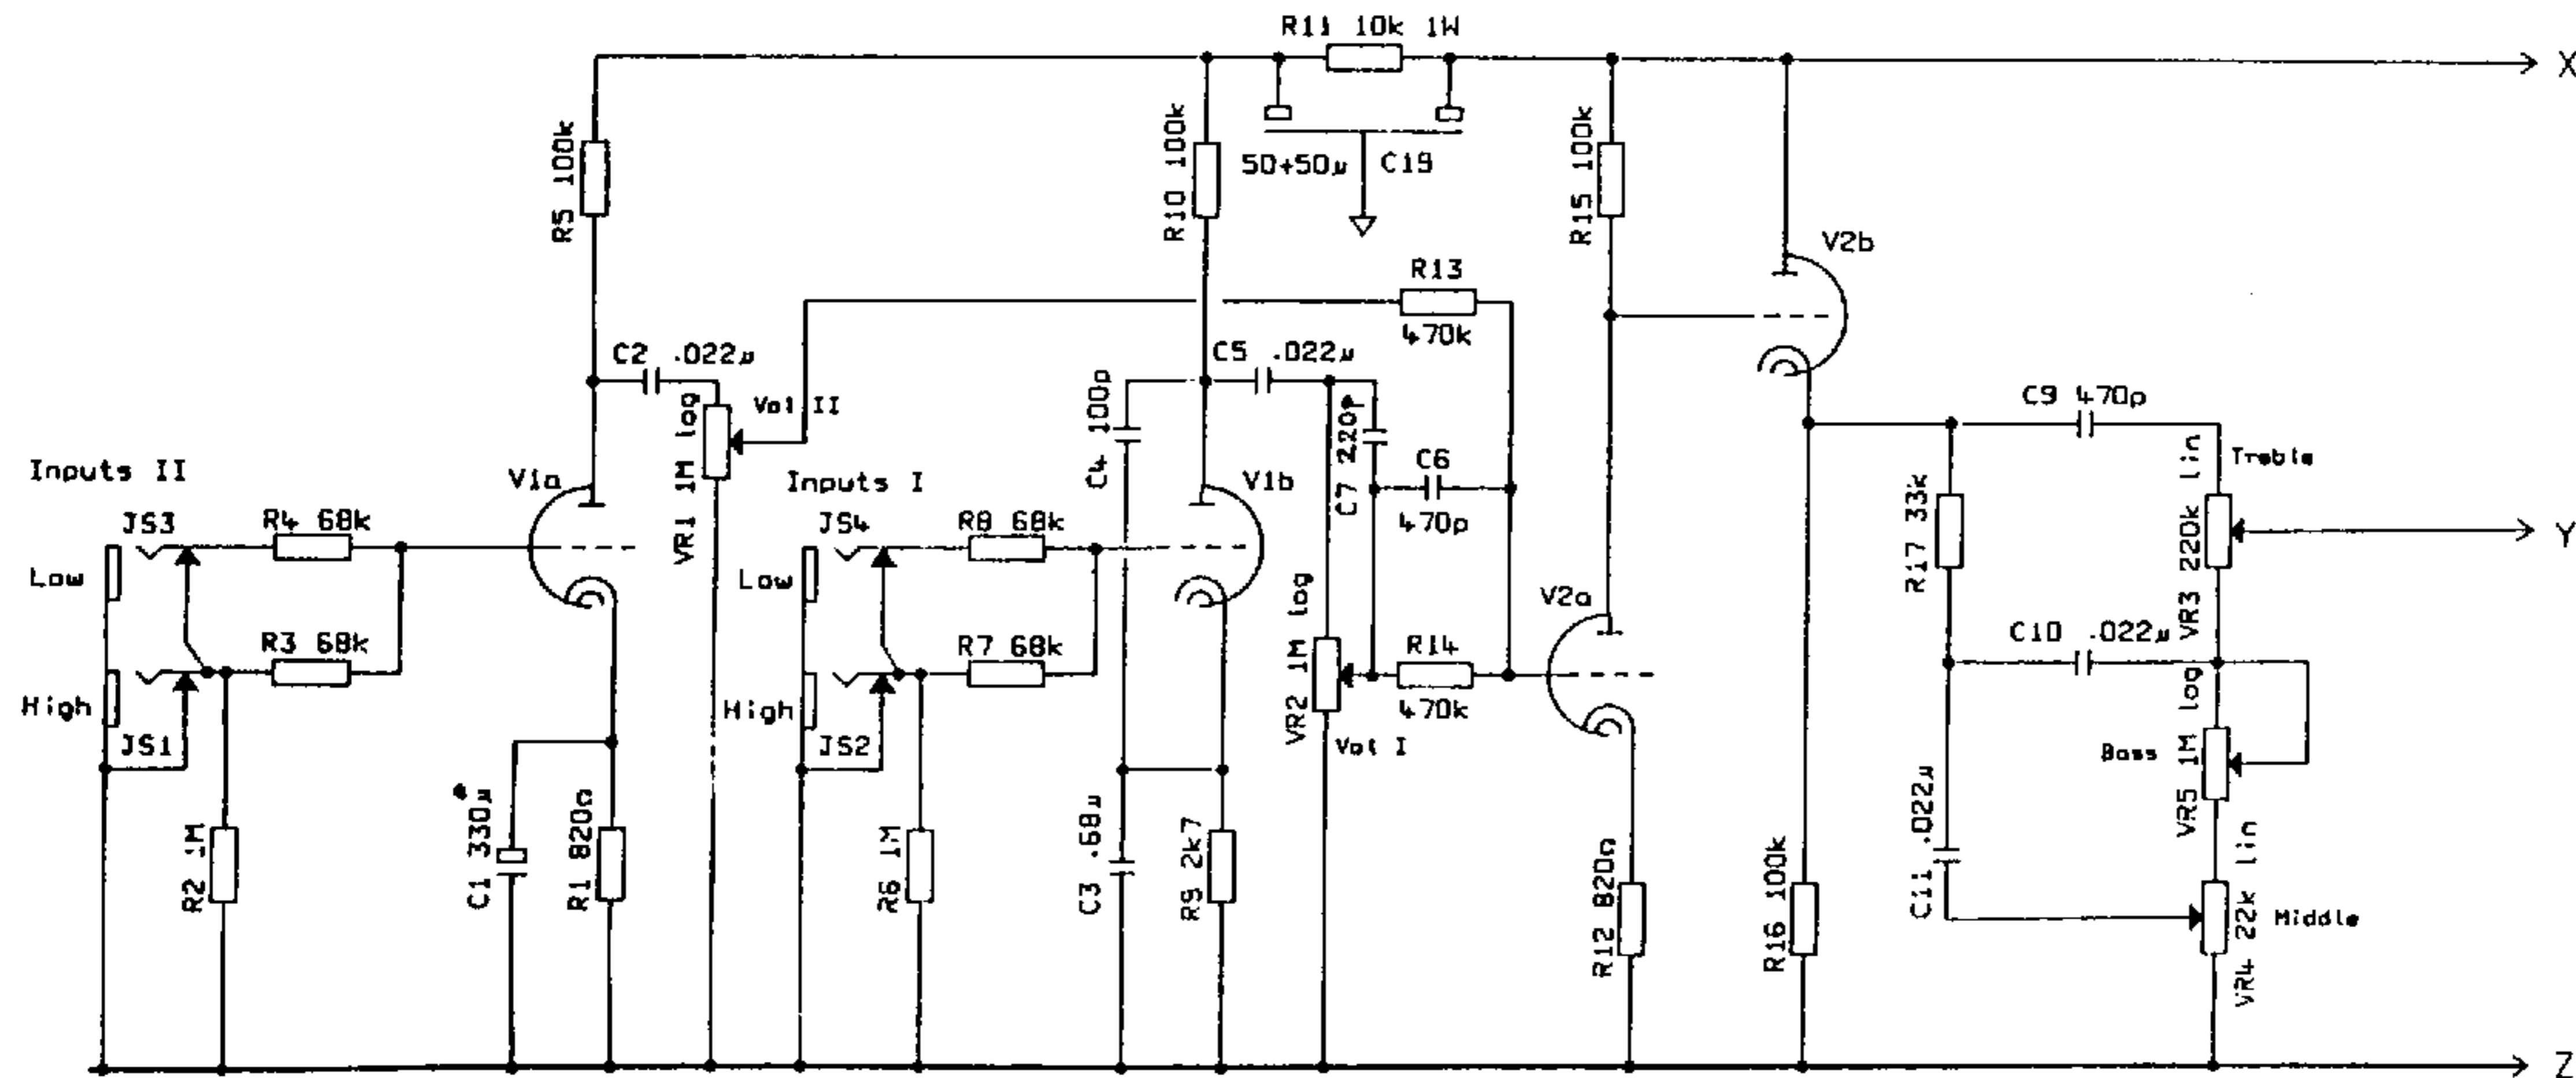 R11 10k 1W
X
R5 100k
R10 100k
50+50µ
C19
R15 100k
V2b
R13
470k
C2 .022µ
Vol II
VR1 1M log
C4 100p
C5 .022µ
C7 220p
C6
470p
C9 470p
Treble
VR3 220k lin
Y
Inputs II
V1a
Inputs I
V1b
JS3
R4 68k
JS4
R8 68k
Low
Low
R17 33k
V2a
R3 68k
R7 68k
VR2 1M log
R14
470k
C10 .022µ
High
JS1
High
JS2
Vol I
Bass
VR5 1M log
R2 1M
C1 330µ
R1 820Ω
R6 1M
C3 .68µ
R9 2k7
R12 820Ω
R16 100k
C11 .022µ
VR4 22k lin
Middle
Z